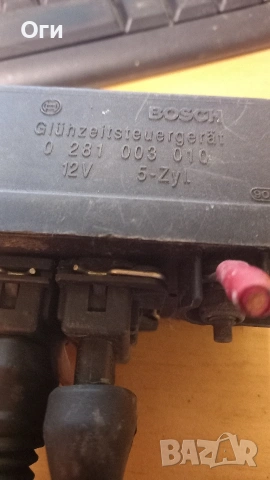 Оги
BOSCH
Glühzeitsteuergerät
0 281 003 010
12V 5-Zyl.
bazar